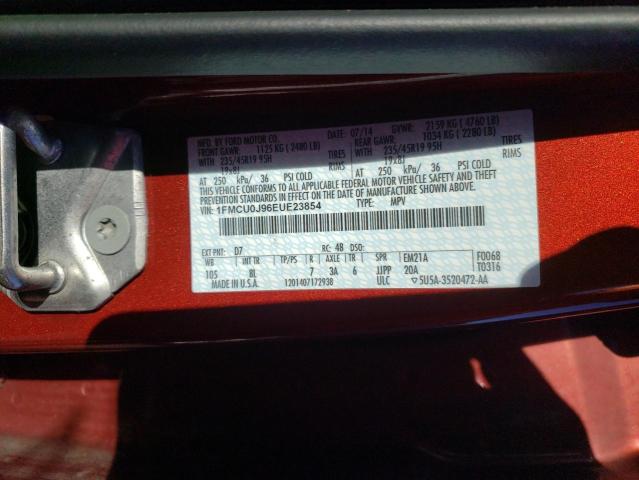 MFD BY FORD MOTOR CO. DATE: 07/14 GVWR: 2159 KG (4760 LB)
FRONT GAWR: 1125 KG (2480 LB) REAR GAWR: 1034 KG (2280 LB)
WITH 235/45R19 95H TIRES WITH 235/45R19 95H TIRES
19x8J RIMS 19x8J RIMS
AT 250 kPa/ 36 PSI COLD AT 250 kPa/ 36 PSI COLD
THIS VEHICLE CONFORMS TO ALL APPLICABLE FEDERAL MOTOR VEHICLE SAFETY AND THEFT
PREVENTION STANDARDS IN EFFECT ON THE DATE OF MANUFACTURE SHOWN ABOVE.
VIN: 1FMCU0J96EUE23854 TYPE: MPV
EXT PNT: D7 RC: 48 DSO: F0068
WB INT TR TP/PS R AXLE TR SPR EM21A T0316
105 8L 7 3A 6 JJPP 20A
MADE IN U.S.A. 1201407172938 ULC 5U5A-3520472-AA